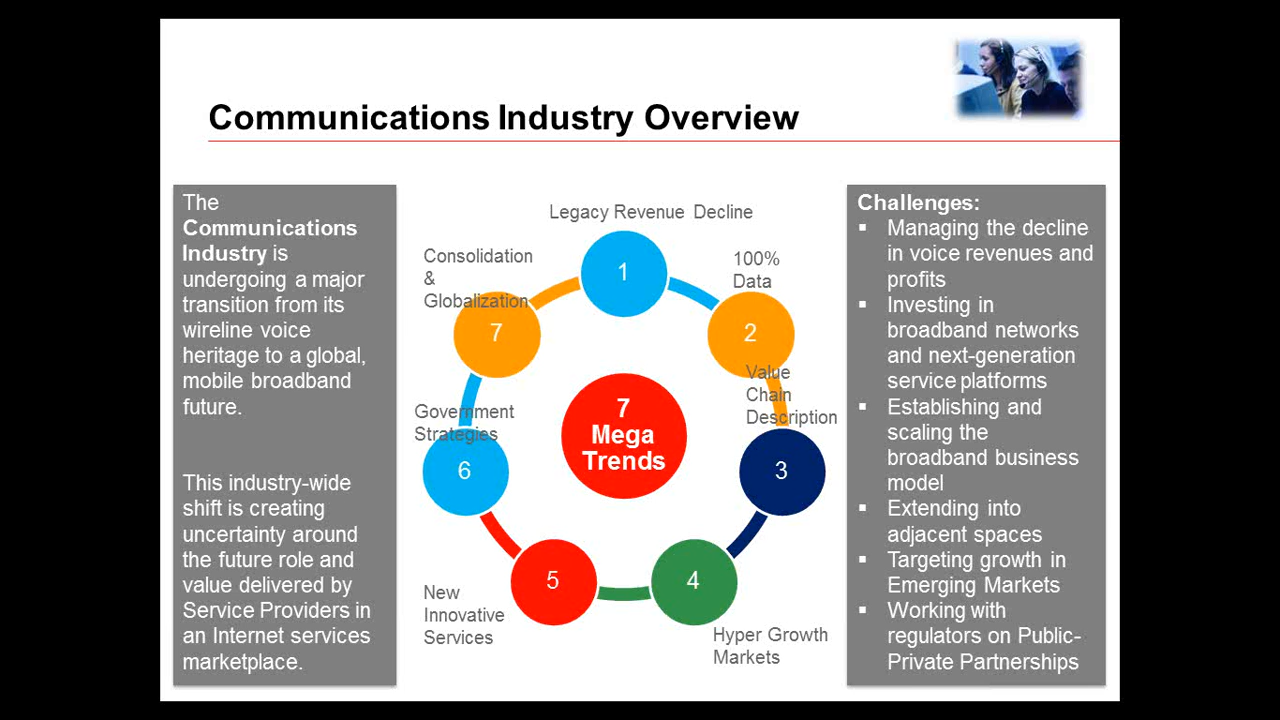 Communications Industry Overview
The
Communications
Industry is
undergoing a major
transition from its
wireline voice
heritage to a global,
mobile broadband
future.
This industry-wide
shift is creating
uncertainty around
the future role and
value delivered by
Service Providers in
an Internet services
marketplace.
Legacy Revenue Decline
1
100%
Data
2
Value
Chain
Description
3
Hyper Growth
Markets
4
New
Innovative
Services
5
Government
Strategies
6
Consolidation
&
Globalization
7
7
Mega
Trends
Challenges:
▪ Managing the decline
in voice revenues and
profits
▪ Investing in
broadband networks
and next-generation
service platforms
▪ Establishing and
scaling the
broadband business
model
▪ Extending into
adjacent spaces
▪ Targeting growth in
Emerging Markets
▪ Working with
regulators on Public-
Private Partnerships